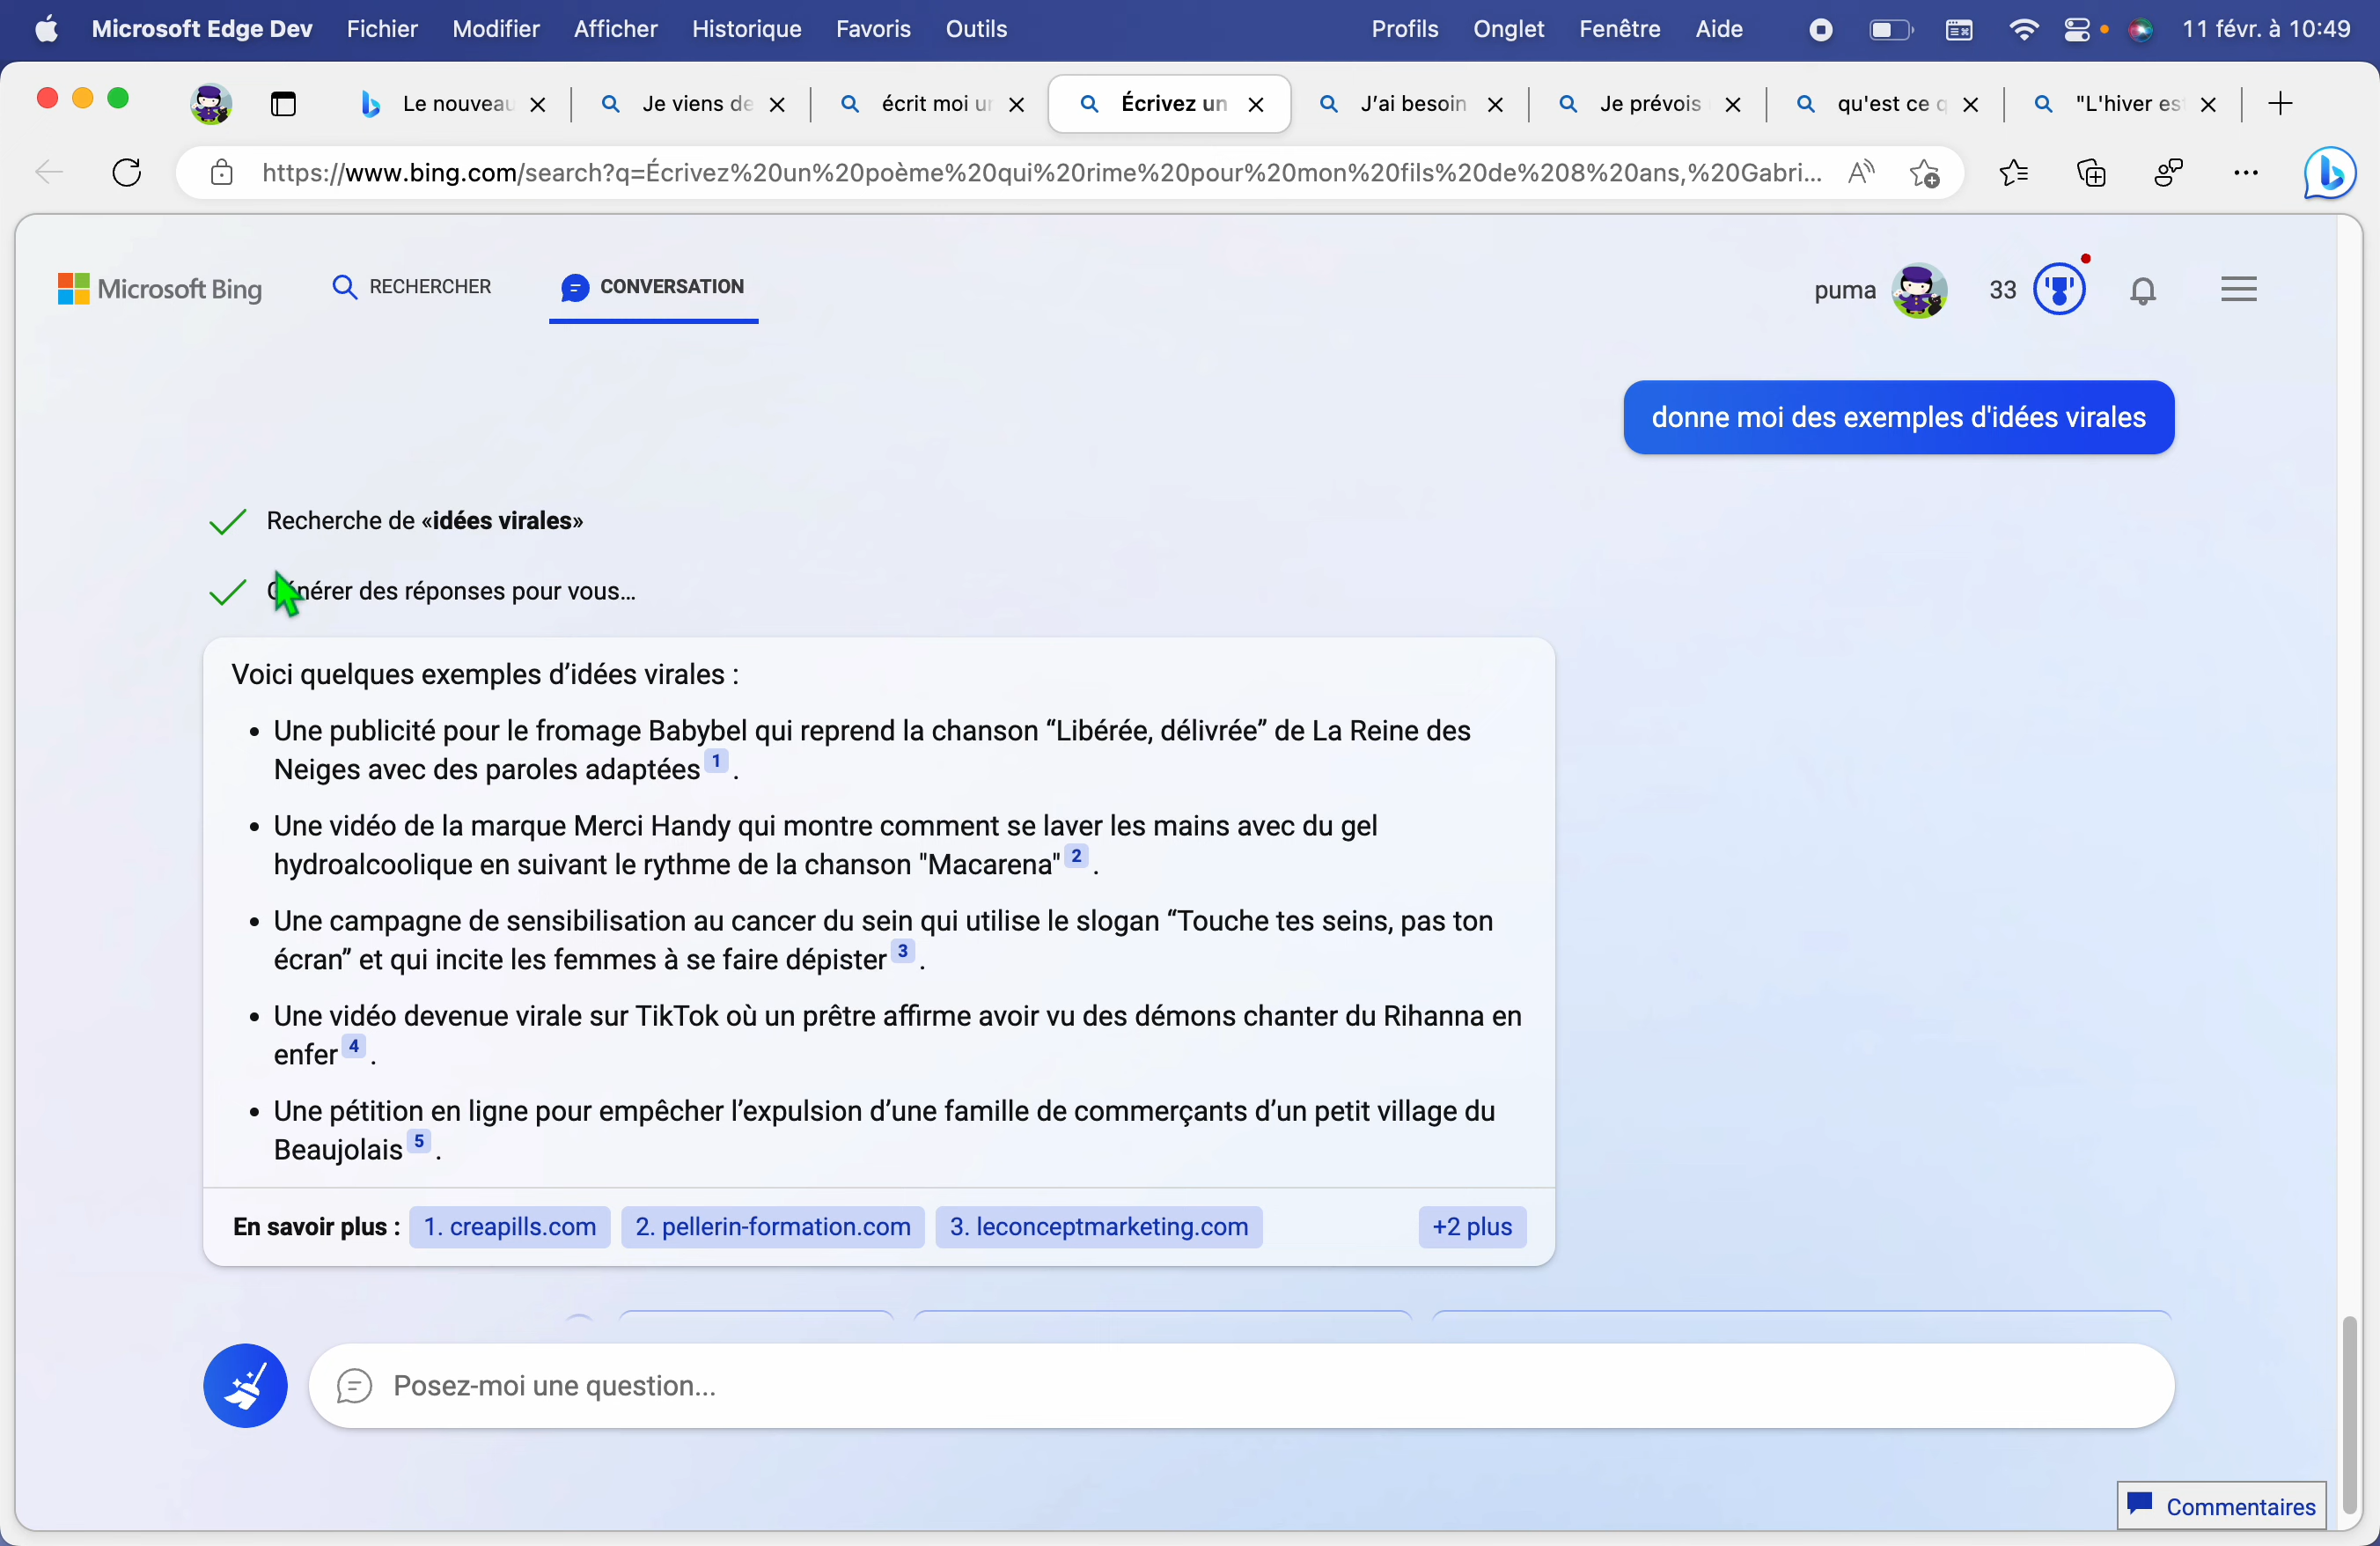 Microsoft Edge Dev Fichier Modifier Afficher Historique Favoris Outils Profils Onglet Fenêtre Aide 11 févr. à 10:49
Le nouveau Je viens de écrit moi un Écrivez un J'ai besoin Je prévois qu'est ce q "L'hiver es
https://www.bing.com/search?q=Écrivez%20un%20poème%20qui%20rime%20pour%20mon%20fils%20de%208%20ans,%20Gabri...
Microsoft Bing RECHERCHER CONVERSATION puma 33
donne moi des exemples d'idées virales
Recherche de «idées virales»
Générer des réponses pour vous...
Voici quelques exemples d’idées virales :
• Une publicité pour le fromage Babybel qui reprend la chanson “Libérée, délivrée” de La Reine des
Neiges avec des paroles adaptées 1 .
• Une vidéo de la marque Merci Handy qui montre comment se laver les mains avec du gel
hydroalcoolique en suivant le rythme de la chanson "Macarena" 2 .
• Une campagne de sensibilisation au cancer du sein qui utilise le slogan “Touche tes seins, pas ton
écran” et qui incite les femmes à se faire dépister 3 .
• Une vidéo devenue virale sur TikTok où un prêtre affirme avoir vu des démons chanter du Rihanna en
enfer 4 .
• Une pétition en ligne pour empêcher l’expulsion d’une famille de commerçants d’un petit village du
Beaujolais 5 .
En savoir plus : 1. creapills.com 2. pellerin-formation.com 3. leconceptmarketing.com +2 plus
Posez-moi une question...
Commentaires